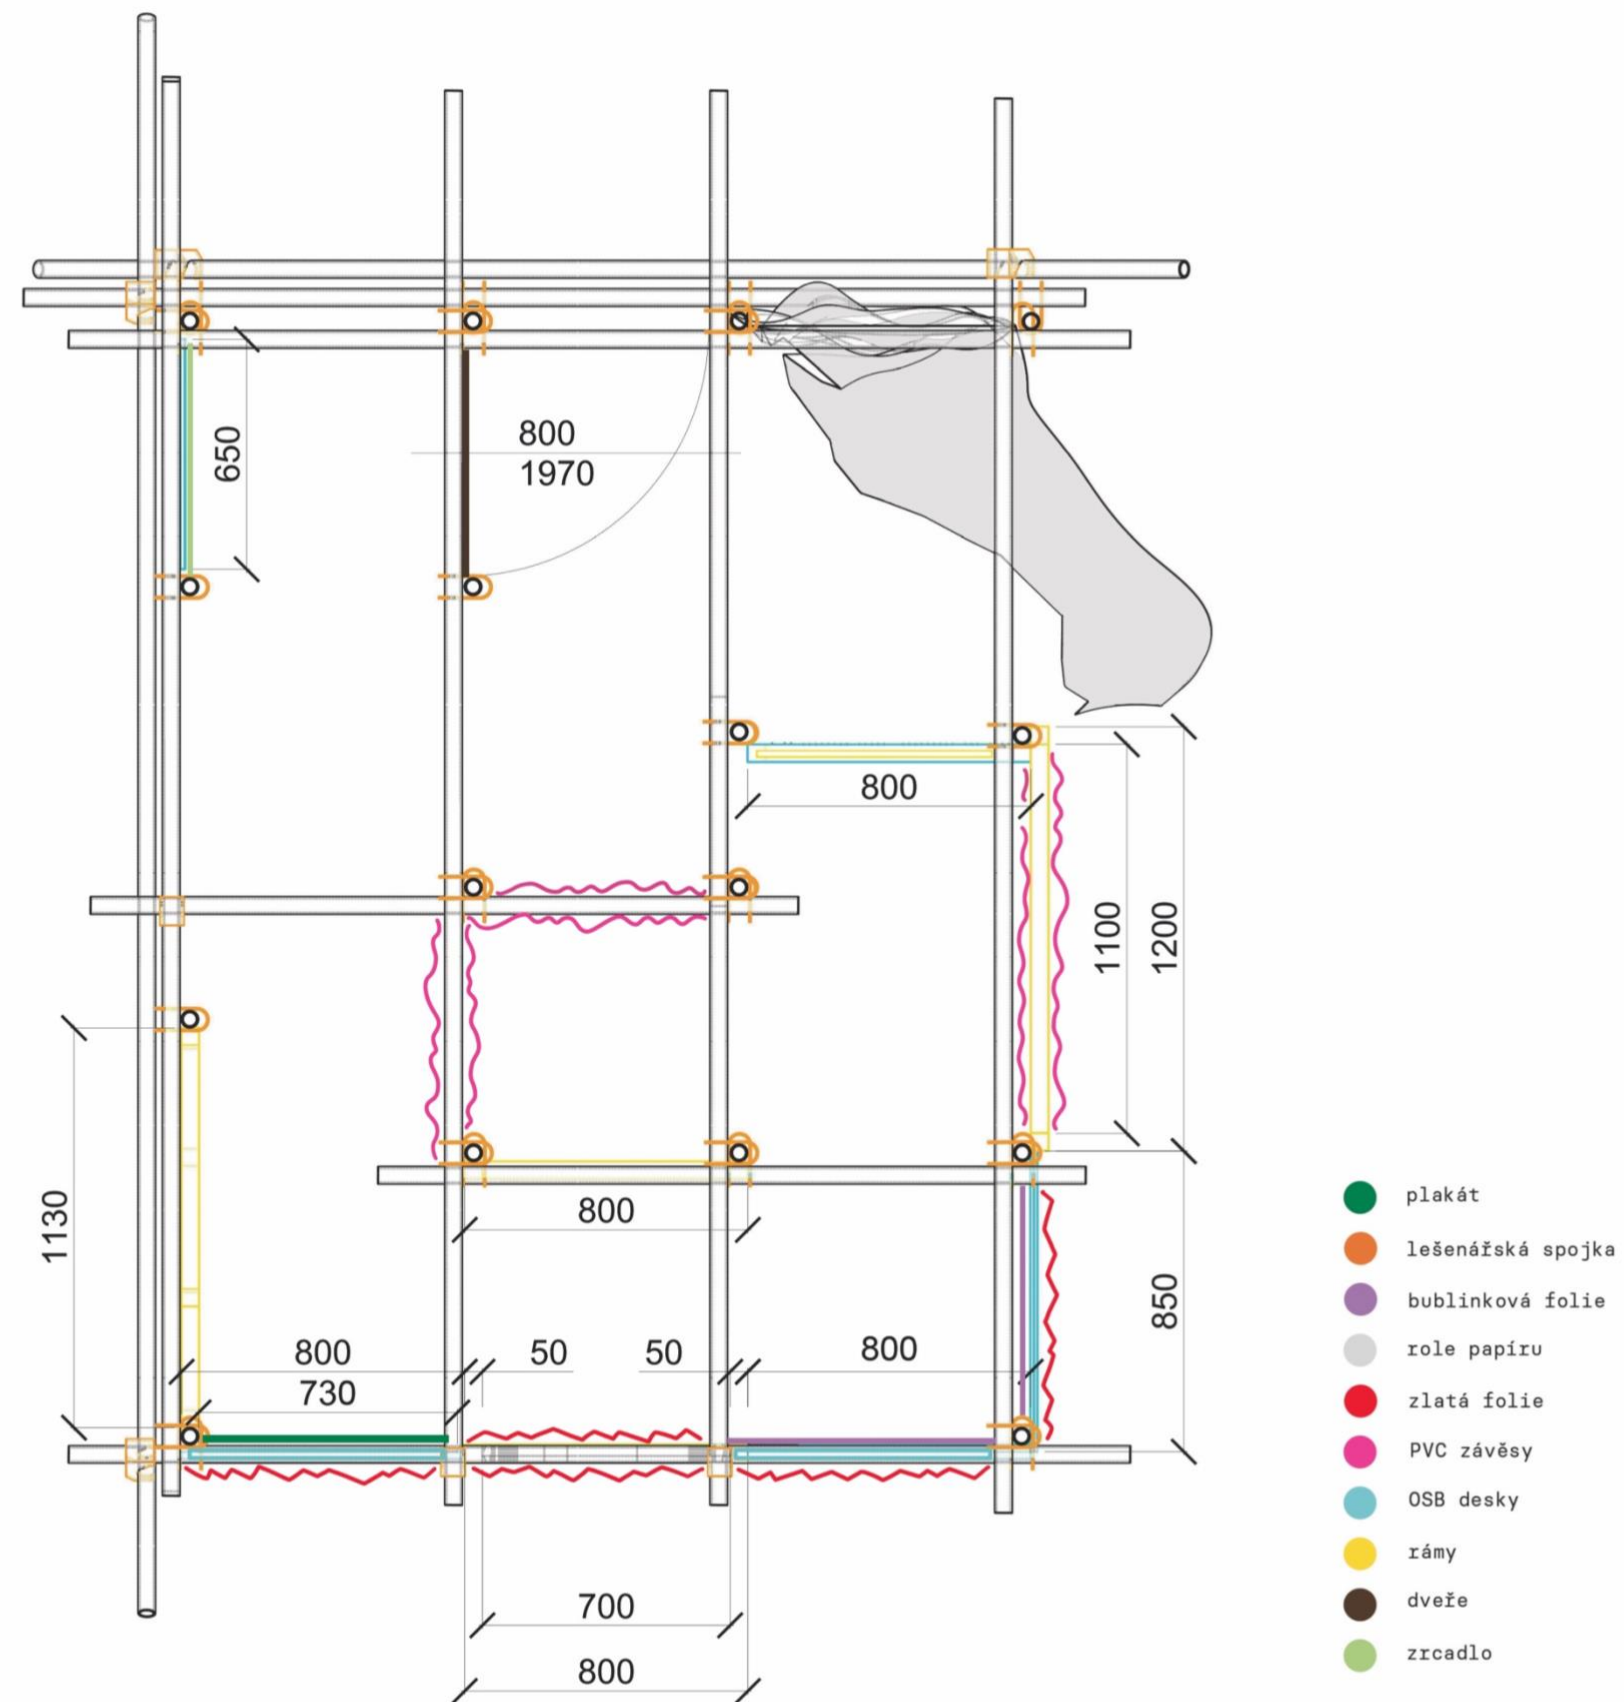 800
1970
650
800
1100
1200
1130
800
850
800
50
50
800
730
700
800
plakát
lešenářská spojka
bublinková folie
role papíru
zlatá folie
PVC závěsy
OSB desky
rámy
dveře
zrcadlo